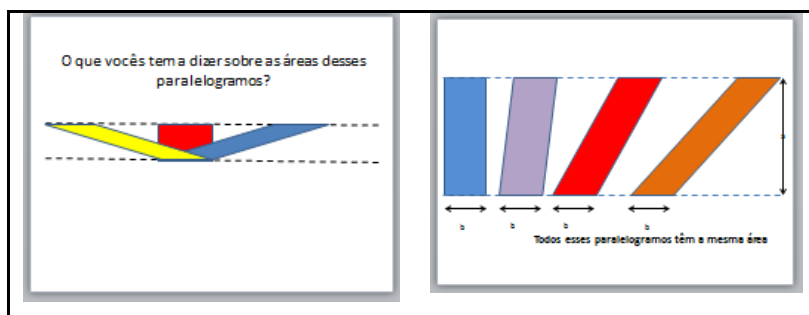 O que vocês tem a dizer sobre as áreas desses
paralelogramos?
b b b b
Todos esses paralelogramos têm a mesma área